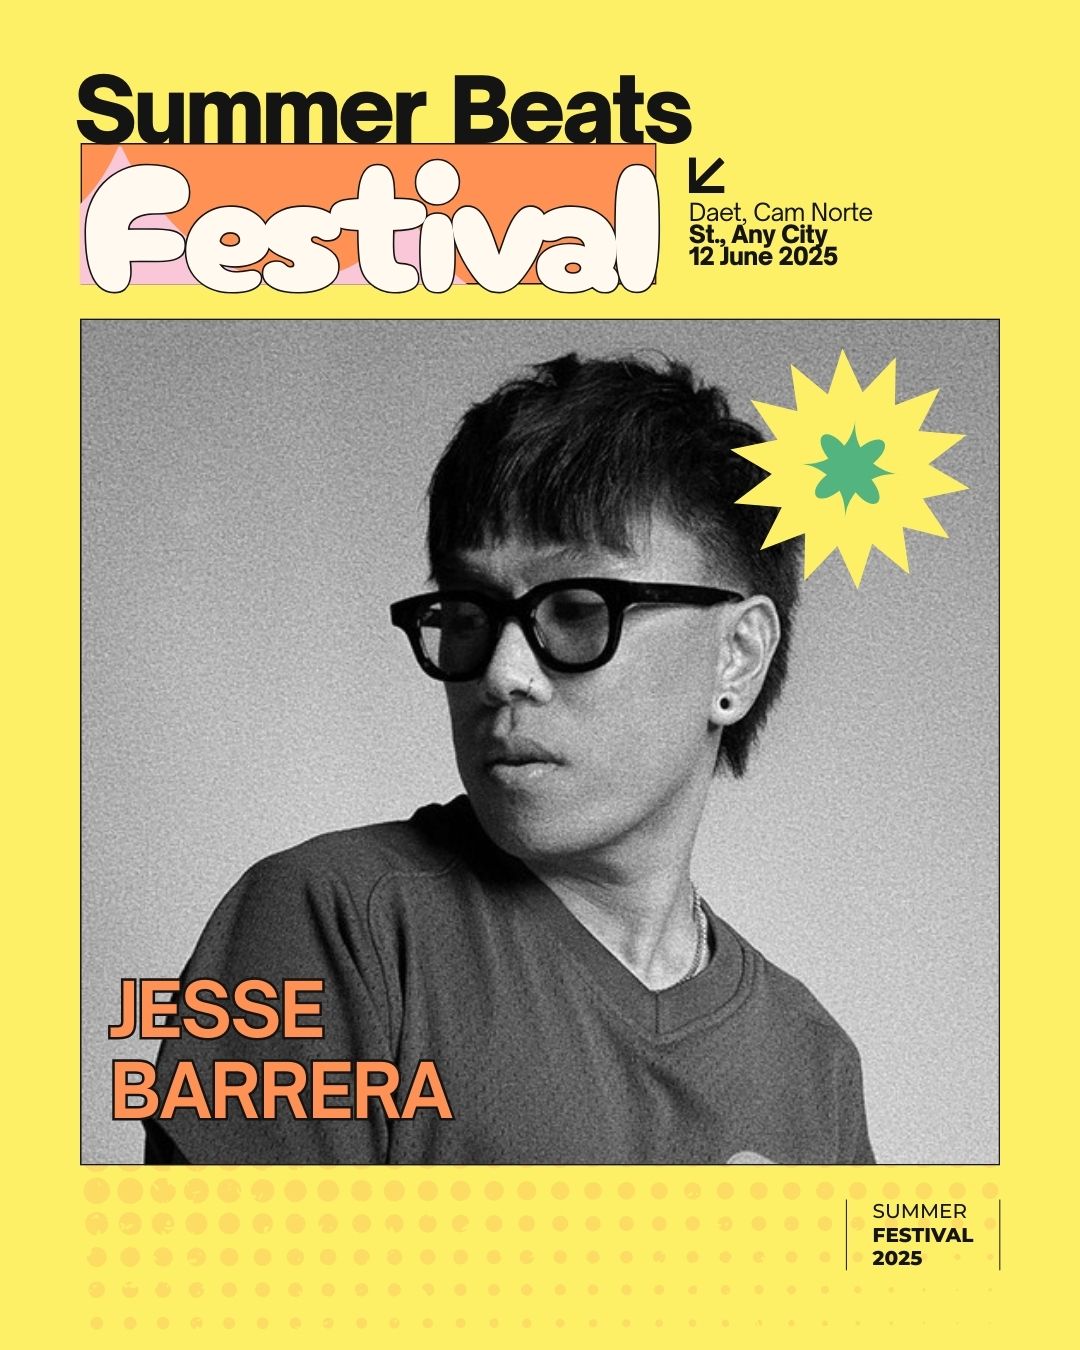 Summer Beats
Festival
Daet, Cam Norte
St., Any City
12 June 2025
JESSE
BARRERA
SUMMER
FESTIVAL
2025